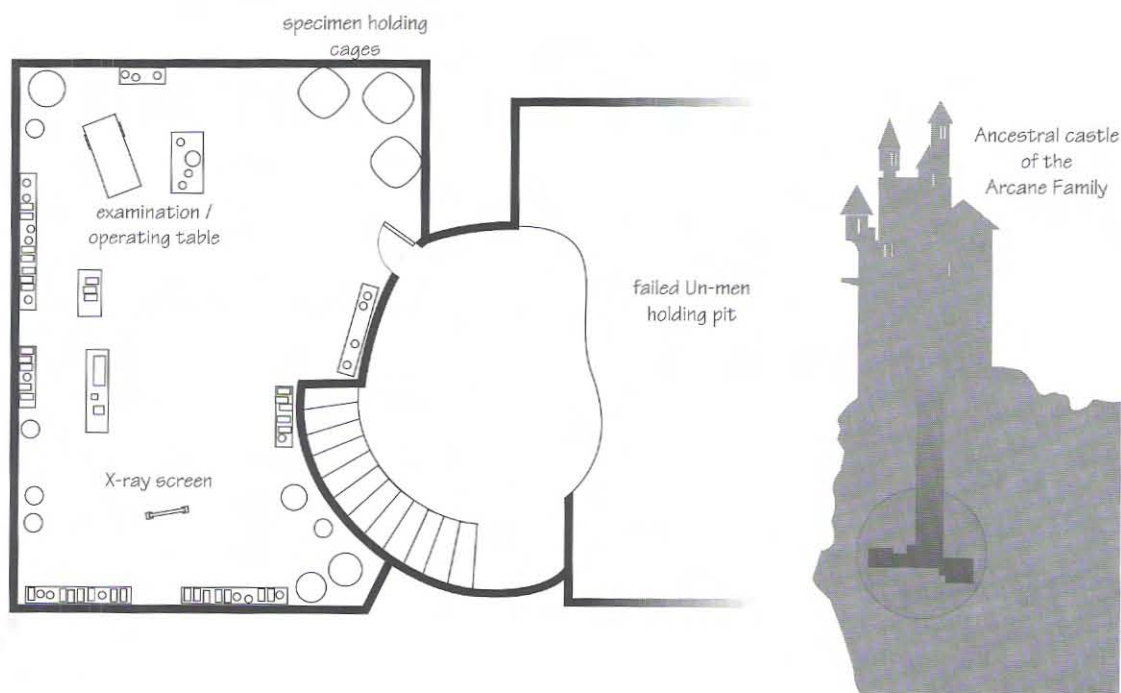 specimen holding
cages
examination /
operating table
X-ray screen
failed Un-men
holding pit
Ancestral castle
of the
Arcane Family